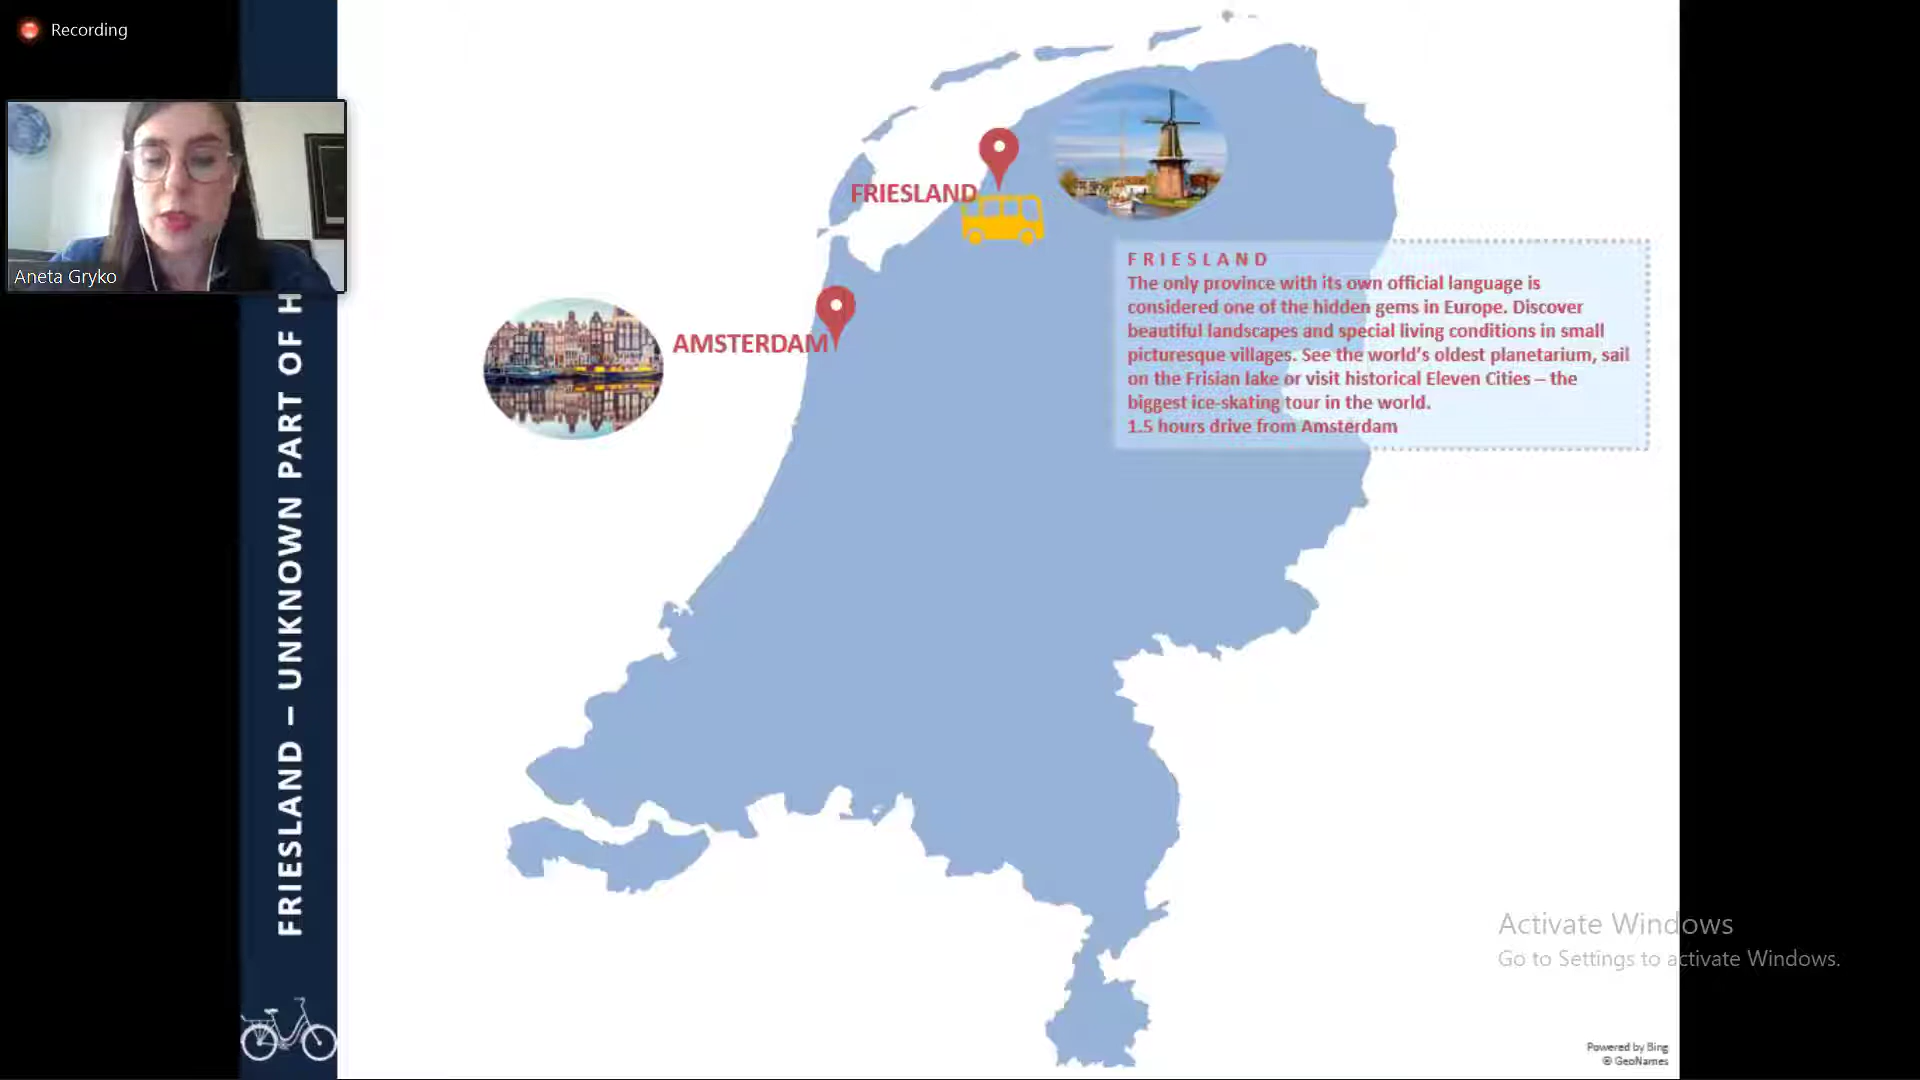 Recording
Aneta Gryko
FRIESLAND – UNKNOWN PART OF H
FRIESLAND
AMSTERDAM
FRIESLAND
The only province with its own official language is
considered one of the hidden gems in Europe. Discover
beautiful landscapes and special living conditions in small
picturesque villages. See the world's oldest planetarium, sail
on the Frisian lake or visit historical Eleven Cities – the
biggest ice-skating tour in the world.
1.5 hours drive from Amsterdam
Activate Windows
Go to Settings to activate Windows.
Powered by Bing
© GeoNames